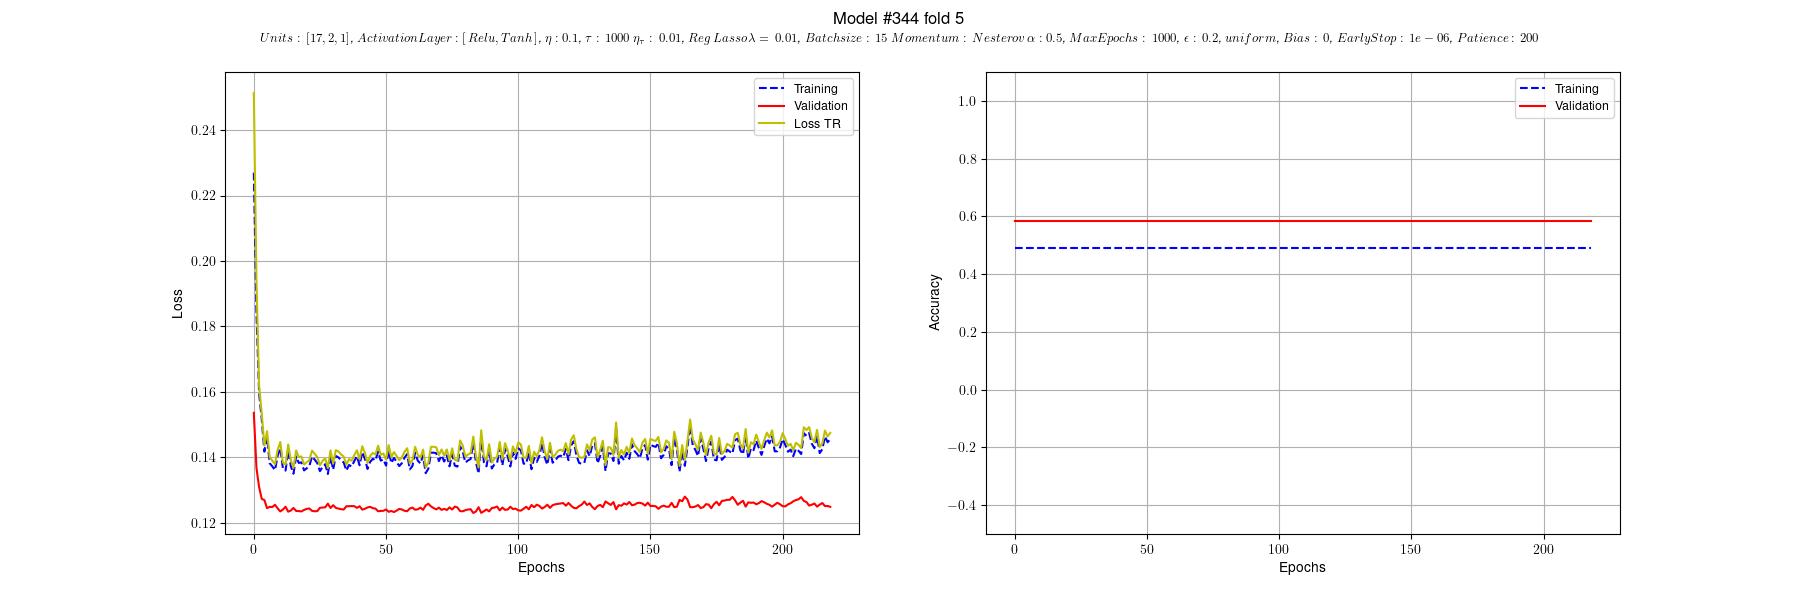 Model #344 fold 5
Units : [17, 2, 1], ActivationLayer : [ Relu, Tanh], η : 0.1, τ : 1000 ητ : 0.01, Reg Lassoλ = 0.01, Batchsize : 15 Momentum : Nesterov α : 0.5, MaxEpochs : 1000, ϵ : 0.2, uniform, Bias : 0, EarlyStop : 1e − 06, Patience : 200
Training
Validation
Loss TR
0.24
0.22
0.20
0.18
0.16
0.14
0.12
Loss
0 50 100 150 200
Epochs
Training
Validation
1.0
0.8
0.6
0.4
0.2
0.0
−0.2
−0.4
Accuracy
0 50 100 150 200
Epochs